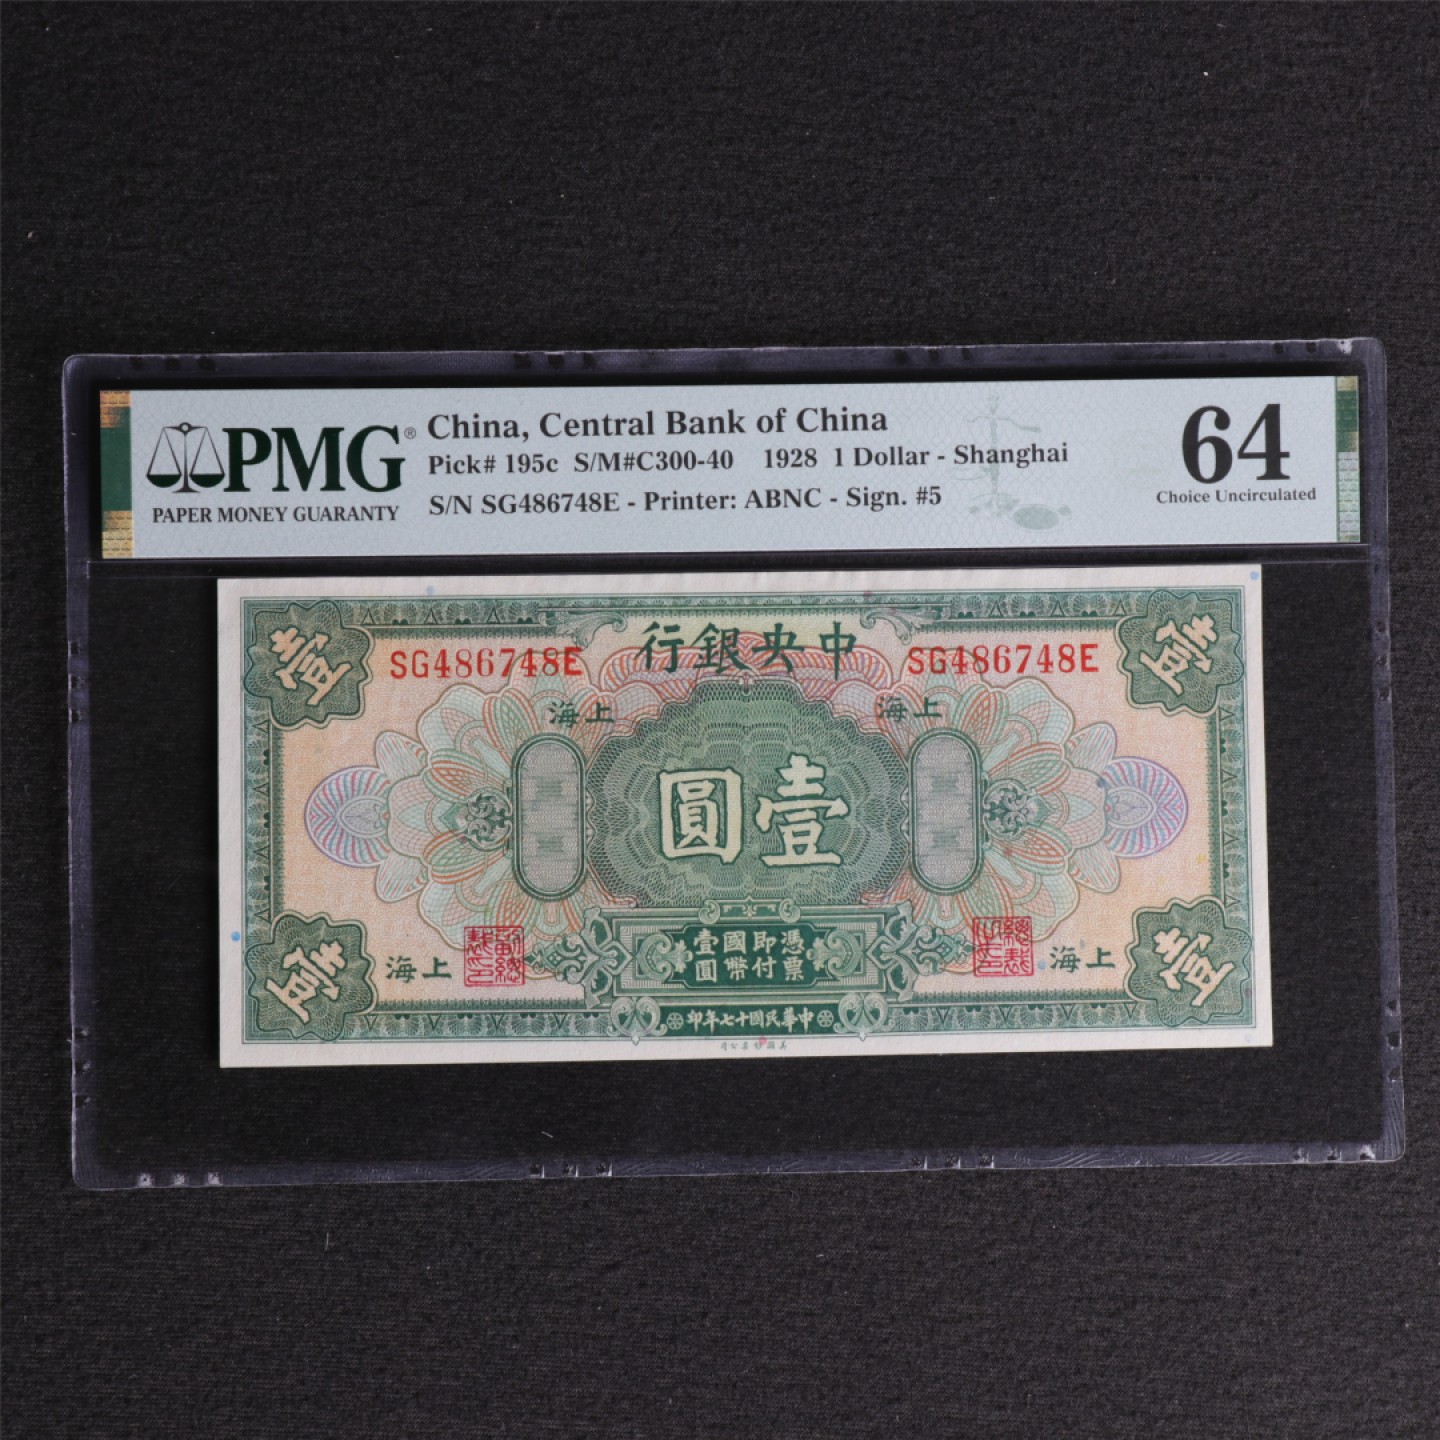 PMG®
PAPER MONEY GUARANTY
China, Central Bank of China
Pick# 195c S/M#C300-40 1928 1 Dollar - Shanghai
S/N SG486748E - Printer: ABNC - Sign. #5
64
Choice Uncirculated
壹
壹
中央銀行
SG486748E
SG486748E
上海
上海
壹圓
憑票即付國幣壹圓
上海
上海
壹
壹
中華民國十七年印